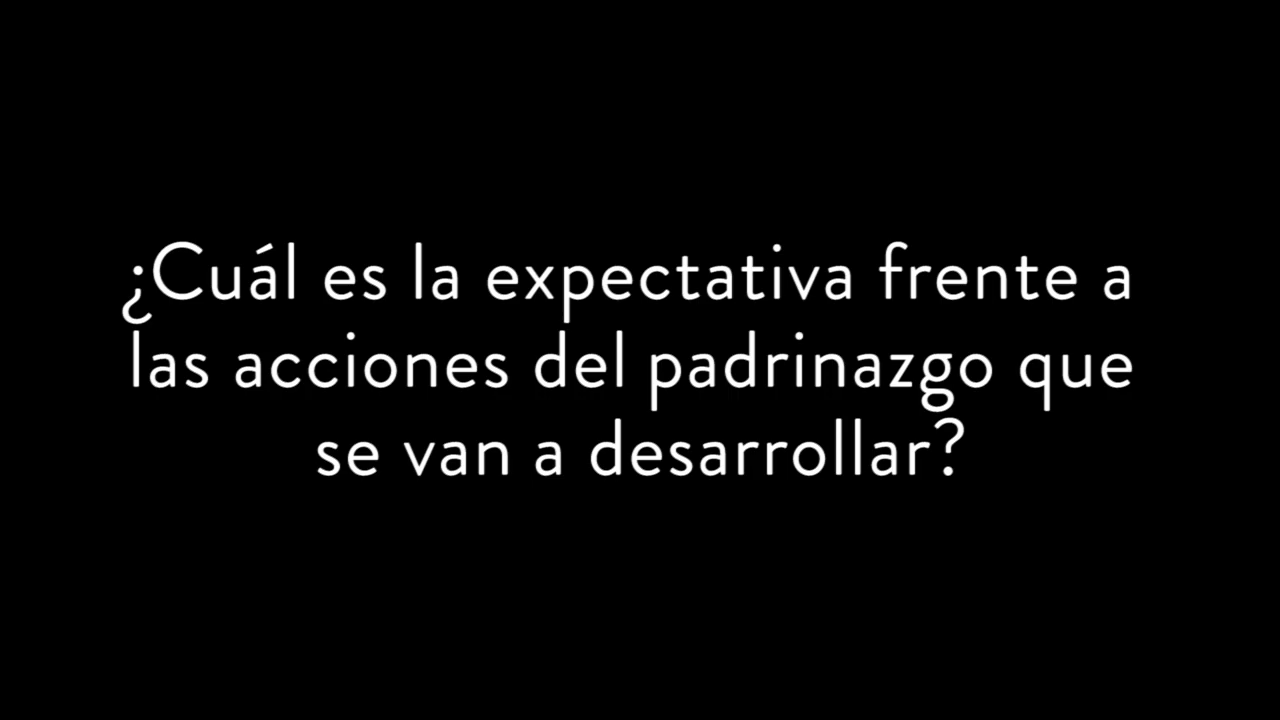 ¿Cuál es la expectativa frente a
las acciones del padrinazgo que
se van a desarrollar?